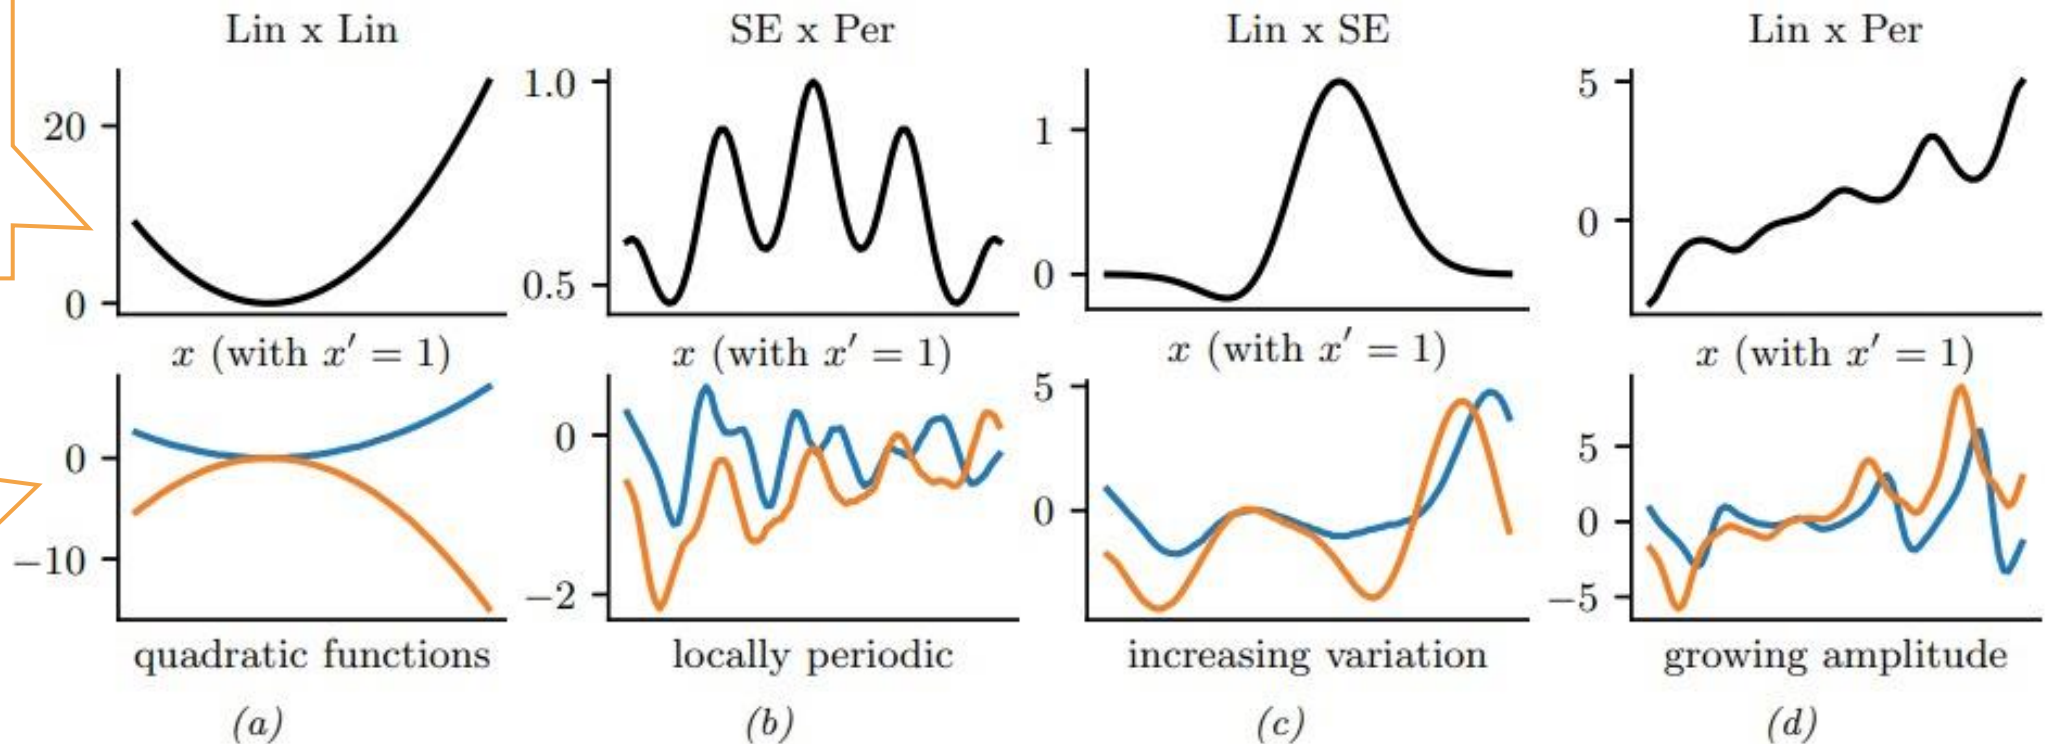 Lin x Lin
SE x Per
Lin x SE
Lin x Per
20
0
1.0
0.5
1
0
5
0
x (with x′ = 1)
x (with x′ = 1)
x (with x′ = 1)
x (with x′ = 1)
0
−10
0
−2
5
0
5
0
−5
quadratic functions
locally periodic
increasing variation
growing amplitude
(a)
(b)
(c)
(d)